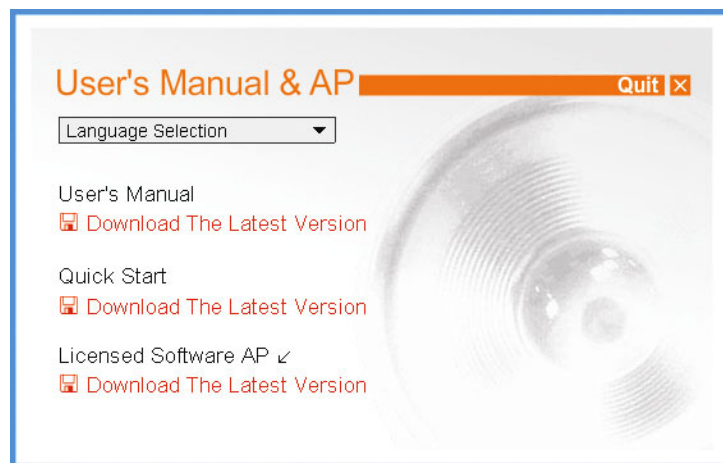 User's Manual & AP
Quit
Language Selection
User's Manual
Download The Latest Version
Quick Start
Download The Latest Version
Licensed Software AP ↙
Download The Latest Version